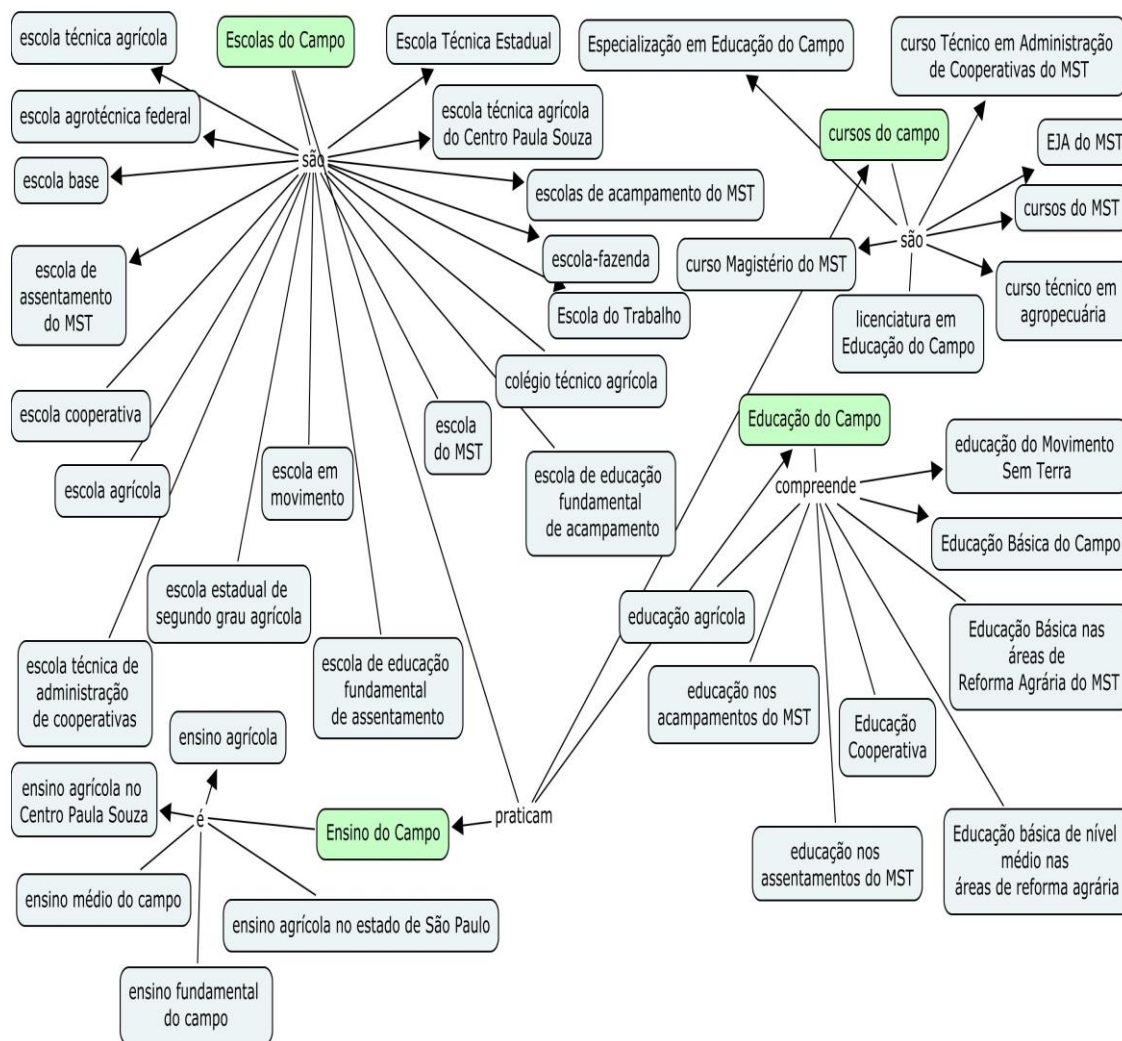 escola técnica agrícola
Escolas do Campo
Escola Técnica Estadual
Especialização em Educação do Campo
curso Técnico em Administração
de Cooperativas do MST
escola agrotécnica federal
escola técnica agrícola
do Centro Paula Souza
cursos do campo
EJA do MST
são
escola base
escolas de acampamento do MST
cursos do MST
são
escola de
assentamento
do MST
escola-fazenda
curso Magistério do MST
curso técnico em
agropecuária
Escola do Trabalho
licenciatura em
Educação do Campo
colégio técnico agrícola
escola cooperativa
escola
do MST
Educação do Campo
educação do Movimento
Sem Terra
compreende
escola agrícola
escola em
movimento
escola de educação
fundamental
de acampamento
Educação Básica do Campo
escola estadual de
segundo grau agrícola
educação agrícola
Educação Básica nas
áreas de
Reforma Agrária do MST
escola técnica de
administração
de cooperativas
escola de educação
fundamental
de assentamento
educação nos
acampamentos do MST
Educação
Cooperativa
ensino agrícola
ensino agrícola no
Centro Paula Souza
é
Ensino do Campo
praticam
educação nos
assentamentos do MST
Educação básica de nível
médio nas
áreas de reforma agrária
ensino médio do campo
ensino agrícola no estado de São Paulo
ensino fundamental
do campo